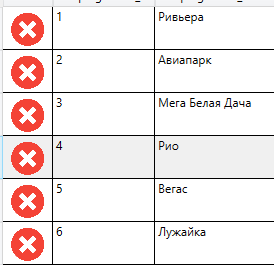 1 Ривьера
2 Авиапарк
3 Мега Белая Дача
4 Рио
5 Вегас
6 Лужайка